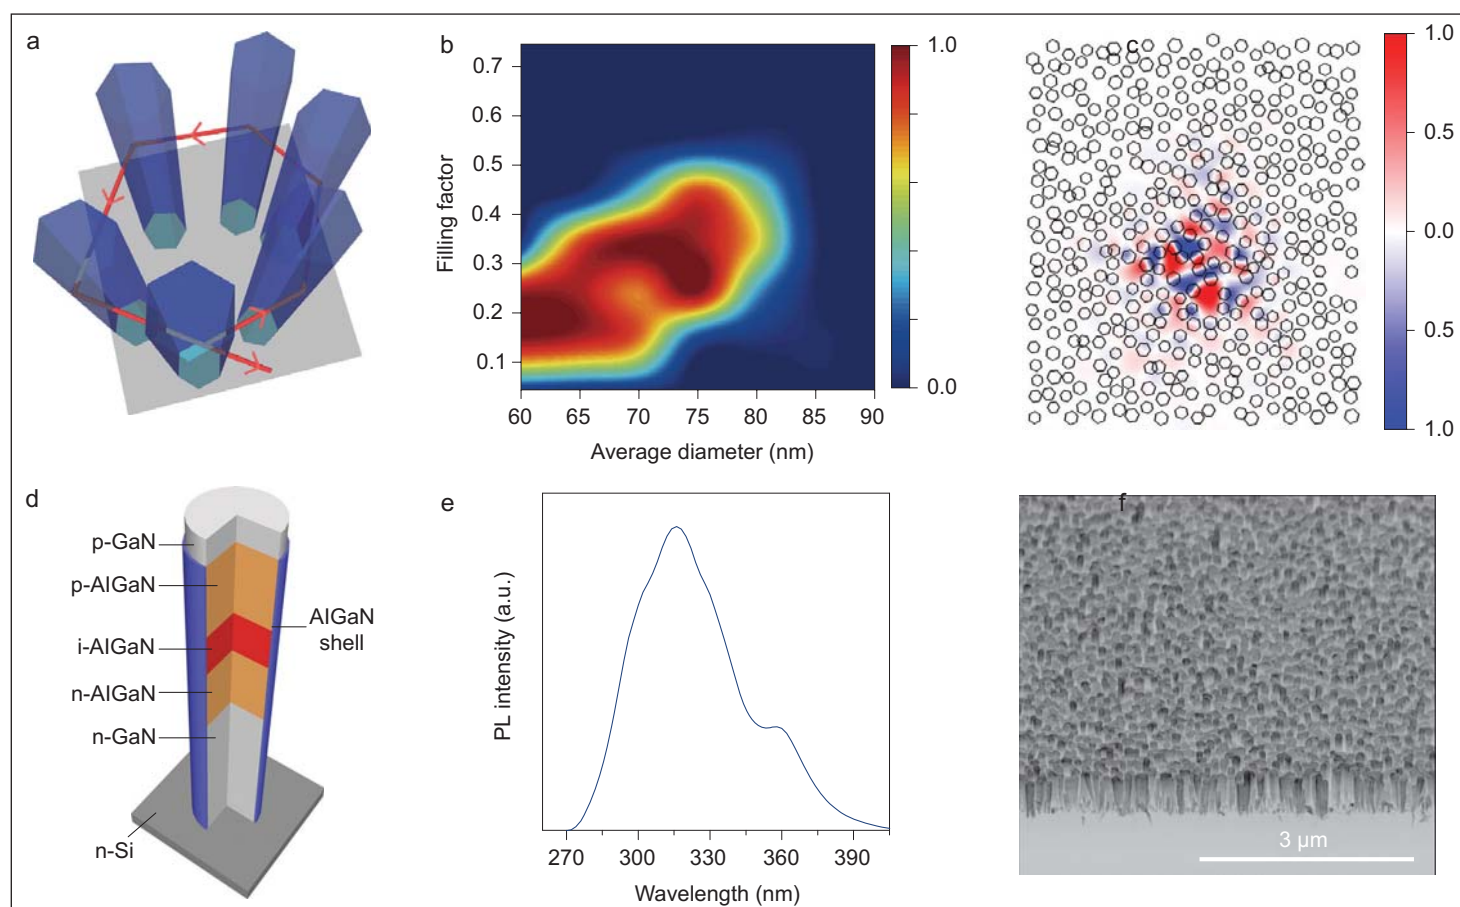 a
b
c
0.7
0.6
0.5
0.4
0.3
0.2
0.1
Filling factor
60 65 70 75 80 85 90
Average diameter (nm)
1.0
0.0
1.0
0.5
0.0
0.5
1.0
d
p-GaN
p-AlGaN
i-AlGaN
n-AlGaN
n-GaN
n-Si
AlGaN
shell
e
PL intensity (a.u.)
270 300 330 360 390
Wavelength (nm)
f
3 μm